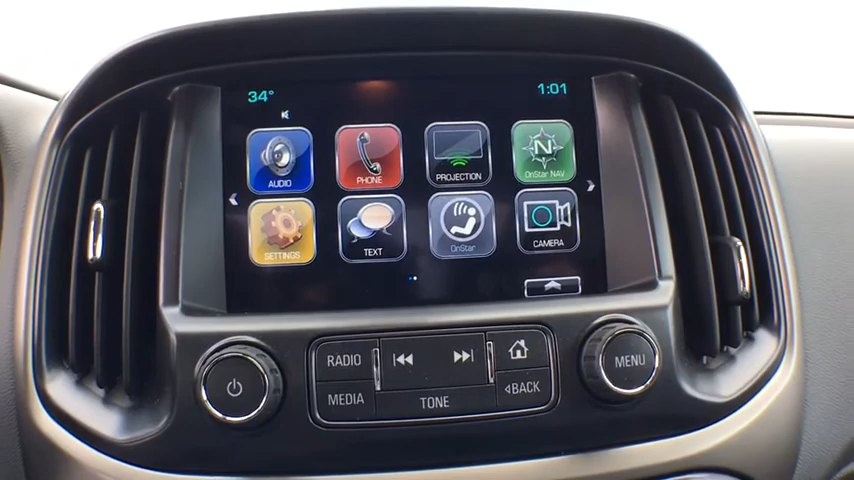 34° 1:01
AUDIO PHONE PROJECTION OnStar NAV
N
SETTINGS TEXT OnStar CAMERA
RADIO
MEDIA TONE BACK
MENU